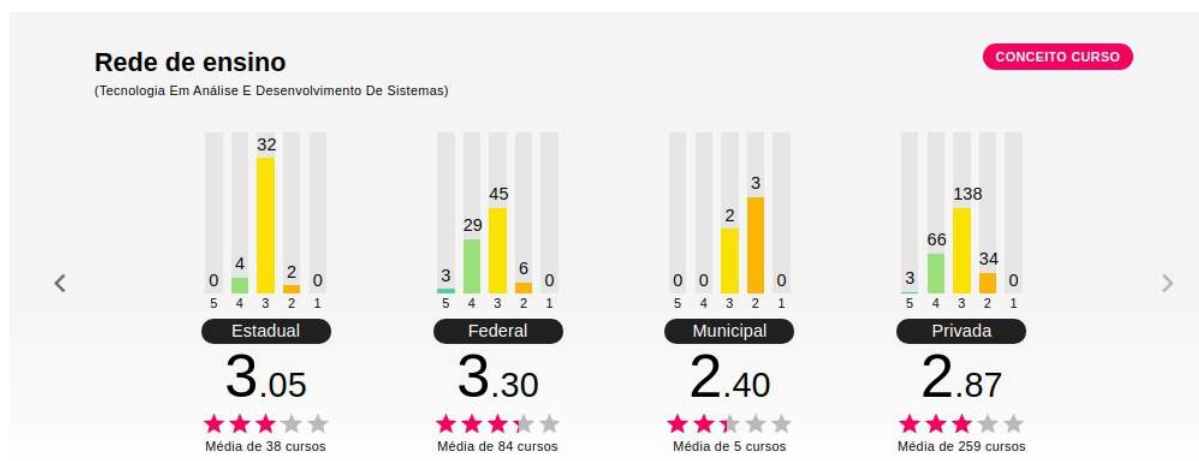 Rede de ensino
CONCEITO CURSO
(Tecnologia Em Análise E Desenvolvimento De Sistemas)
0 4 32 2 0
5 4 3 2 1
Estadual
3.05
Média de 38 cursos
3 29 45 6 0
5 4 3 2 1
Federal
3.30
Média de 84 cursos
0 0 2 3 0
5 4 3 2 1
Municipal
2.40
Média de 5 cursos
3 66 138 34 0
5 4 3 2 1
Privada
2.87
Média de 259 cursos